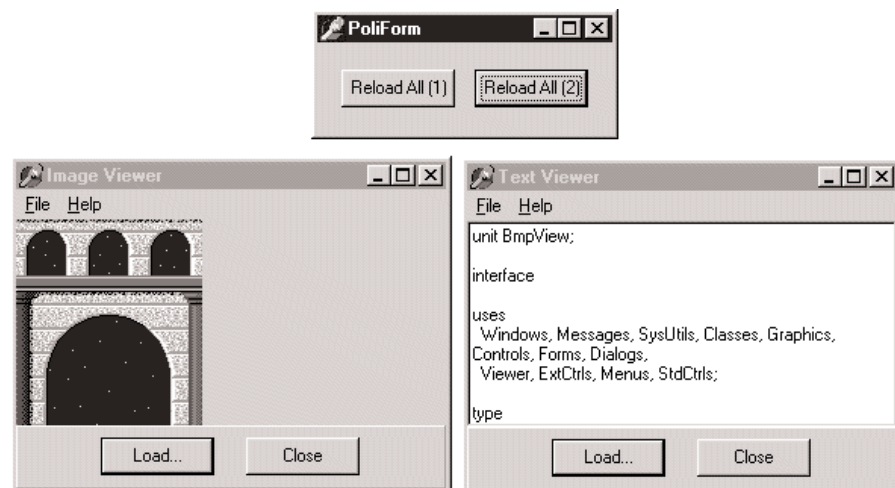 PoliForm
Reload All (1) Reload All (2)
Image Viewer
File Help
Load... Close
Text Viewer
File Help
unit BmpView;
interface
uses
Windows, Messages, SysUtils, Classes, Graphics,
Controls, Forms, Dialogs,
Viewer, ExtCtrls, Menus, StdCtrls;
type
Load... Close